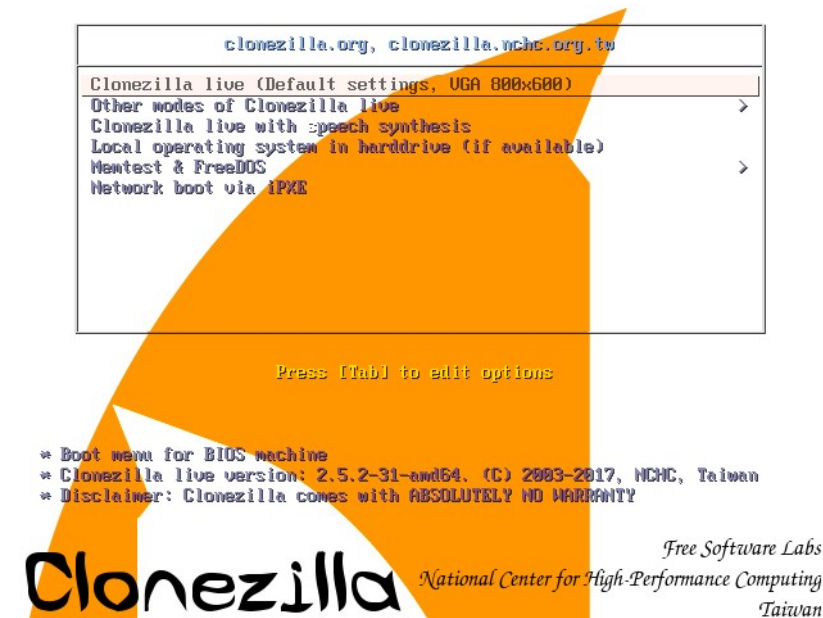 clonezilla.org, clonezilla.nchc.org.tw
Clonezilla live (Default settings, VGA 800x600)
Other modes of Clonezilla live >
Clonezilla live with speech synthesis
Local operating system in harddrive (if available)
Memtest & FreeDOS >
Network boot via iPXE
Press [Tab] to edit options
* Boot menu for BIOS machine
* Clonezilla live version: 2.5.2-31-amd64. (C) 2003-2017, NCHC, Taiwan
* Disclaimer: Clonezilla comes with ABSOLUTELY NO WARRANTY
Free Software Labs
Clonezilla National Center for High-Performance Computing
Taiwan